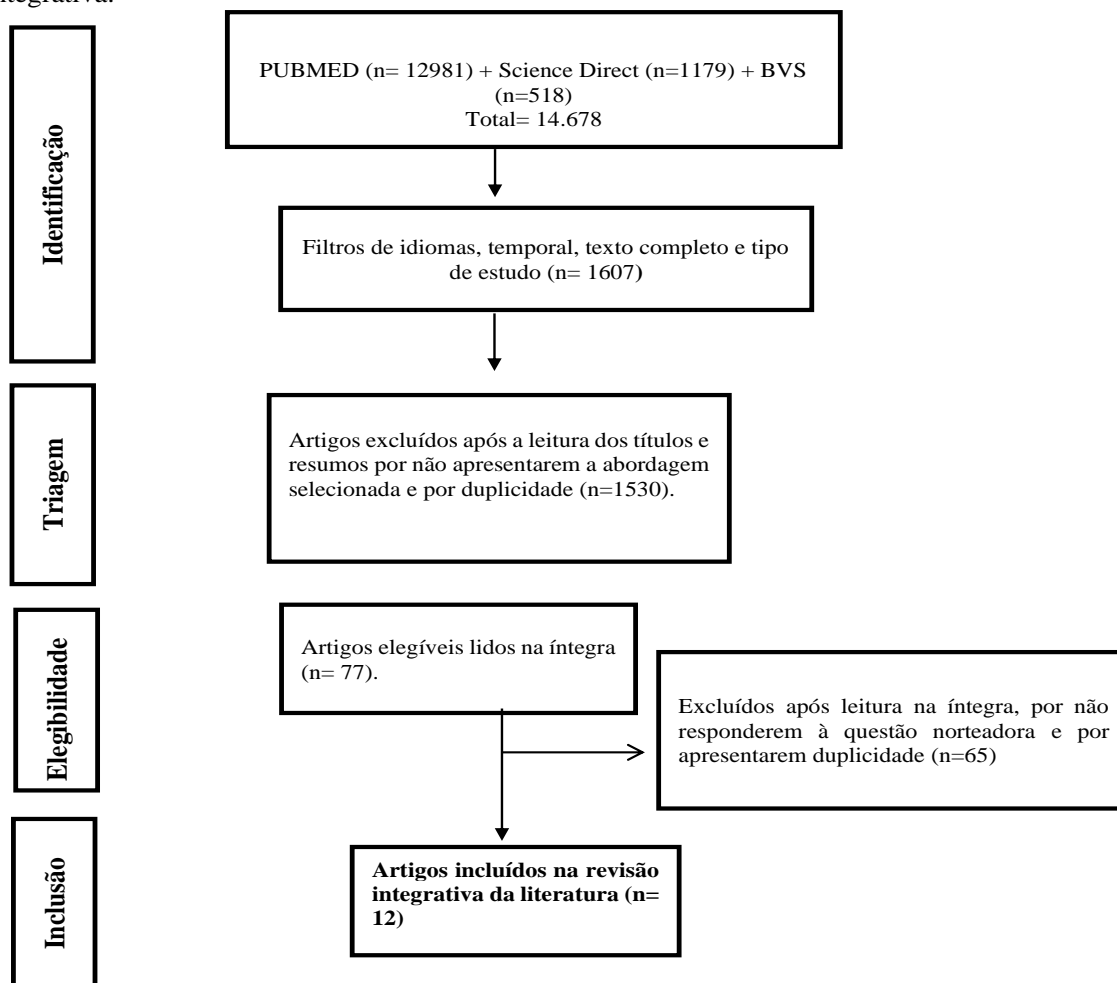 ntegrativa.
Identificação
PUBMED (n= 12981) + Science Direct (n=1179) + BVS
(n=518)
Total= 14.678
Filtros de idiomas, temporal, texto completo e tipo
de estudo (n= 1607)
Triagem
Artigos excluídos após a leitura dos títulos e
resumos por não apresentarem a abordagem
selecionada e por duplicidade (n=1530).
Elegibilidade
Artigos elegíveis lidos na íntegra
(n= 77).
Excluídos após leitura na íntegra, por não
responderem à questão norteadora e por
apresentarem duplicidade (n=65)
Inclusão
Artigos incluídos na revisão
integrativa da literatura (n=
12)